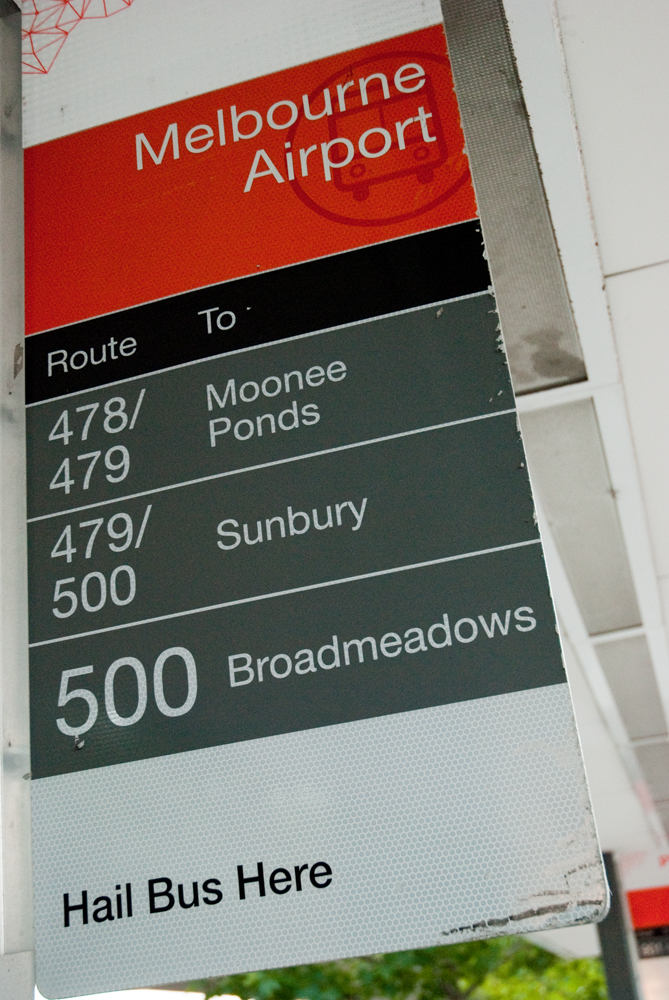 Melbourne
Airport
Route To
478/ Moonee
479 Ponds
479/ Sunbury
500
500 Broadmeadows
Hail Bus Here